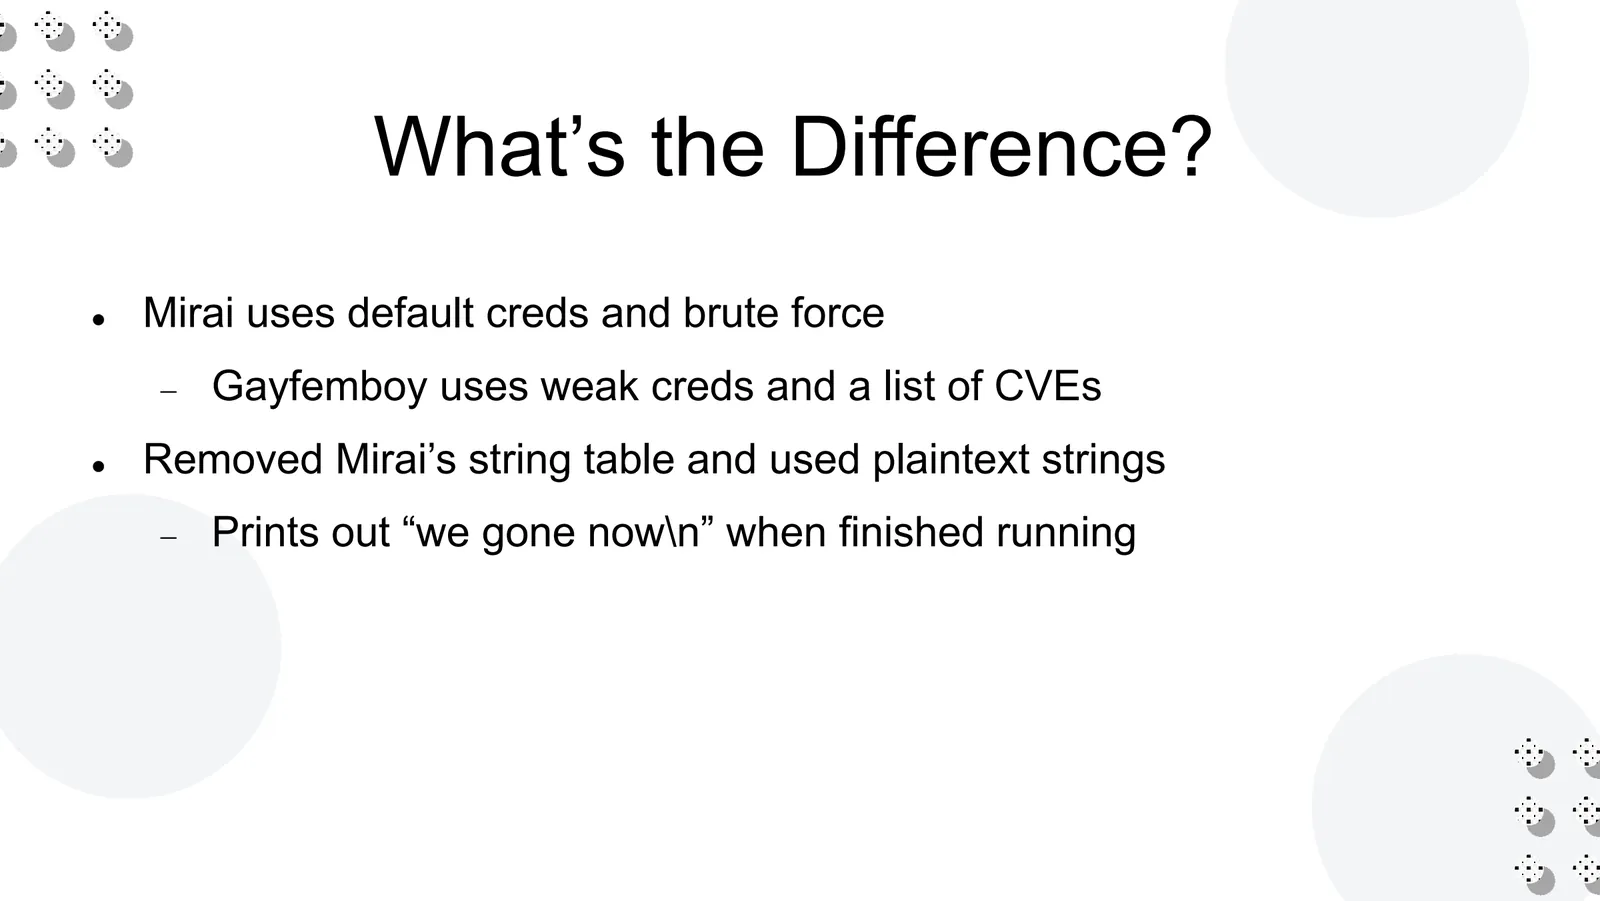 What’s the Difference?
● Mirai uses default creds and brute force
– Gayfemboy uses weak creds and a list of CVEs
● Removed Mirai’s string table and used plaintext strings
– Prints out “we gone now\n” when finished running